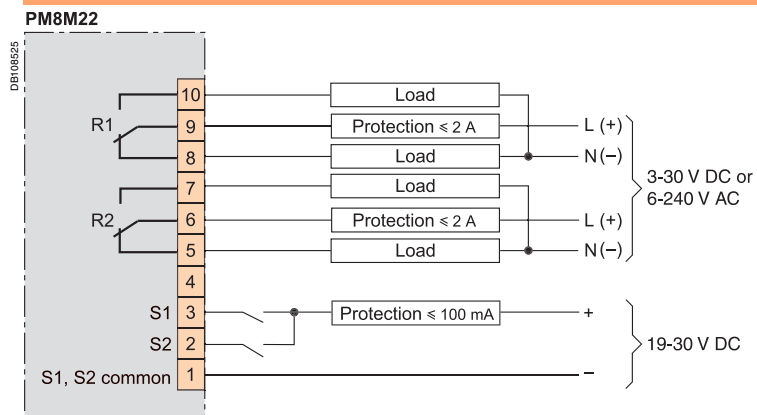 PM8M22
DB108525
10 Load
R1 9 Protection ≤ 2 A L (+)
8 Load N (−)
7 Load
3-30 V DC or
6-240 V AC
R2 6 Protection ≤ 2 A L (+)
5 Load N (−)
4
S1 3 Protection ≤ 100 mA +
S2 2
19-30 V DC
S1, S2 common 1 −